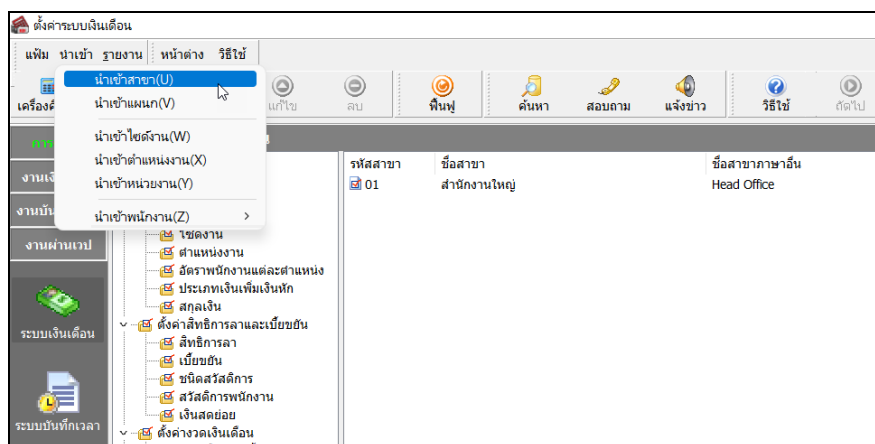 ตั้งค่าระบบเงินเดือน
แฟ้ม นำเข้า รายงาน หน้าต่าง วิธีใช้
นำเข้าสาขา(U)
นำเข้าแผนก(V)
นำเข้าไซด์งาน(W)
นำเข้าตำแหน่งงาน(X)
นำเข้าหน่วยงาน(Y)
นำเข้าพนักงาน(Z)
แก้ไข ลบ ฟื้นฟู ค้นหา สอบถาม แจ้งข่าว วิธีใช้ ถัดไป
งานผ่านเวป
ระบบเงินเดือน
ระบบบันทึกเวลา
ไซด์งาน
ตำแหน่งงาน
อัตราพนักงานแต่ละตำแหน่ง
ประเภทเงินเพิ่มเงินหัก
สกุลเงิน
ตั้งค่าสิทธิการลาและเบี้ยขยัน
สิทธิการลา
เบี้ยขยัน
ชนิดสวัสดิการ
สวัสดิการพนักงาน
เงินสดย่อย
ตั้งค่างวดเงินเดือน
รหัสสาขา ชื่อสาขา ชื่อสาขาภาษาอื่น
01 สำนักงานใหญ่ Head Office